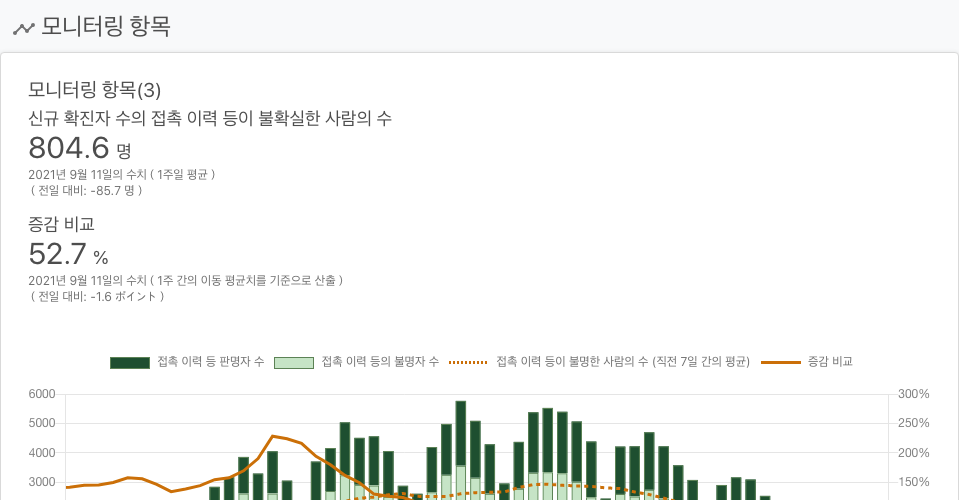 모니터링 항목
모니터링 항목(3)
신규 확진자 수의 접촉 이력 등이 불확실한 사람의 수
804.6 명
2021년 9월 11일의 수치 ( 1주일 평균 )
( 전일 대비: -85.7 명 )
증감 비교
52.7 %
2021년 9월 11일의 수치 ( 1주 간의 이동 평균치를 기준으로 산출 )
( 전일 대비: -1.6 ポイント )
접촉 이력 등 판명자 수 접촉 이력 등의 불명자 수 접촉 이력 등이 불명한 사람의 수 (직전 7일 간의 평균) 증감 비교
6000 300%
5000 250%
4000 200%
3000 150%